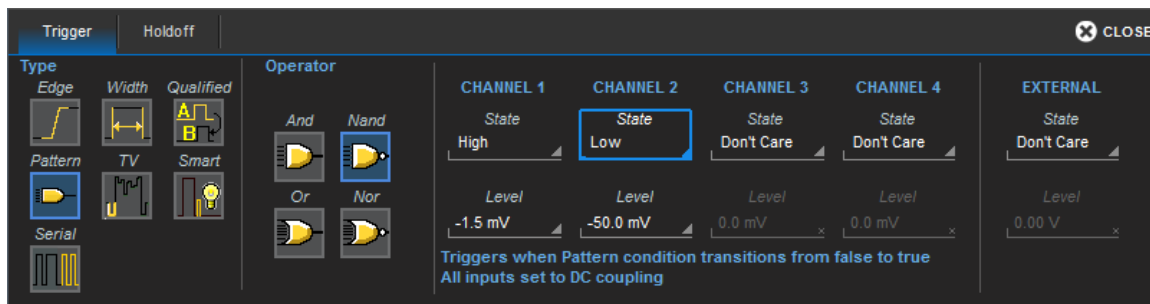 Trigger Holdoff CLOSE
Type Operator
Edge Width Qualified CHANNEL 1 CHANNEL 2 CHANNEL 3 CHANNEL 4 EXTERNAL
A B
And Nand State State State State State
High Low Don't Care Don't Care Don't Care
Pattern TV Smart
Or Nor Level Level Level Level Level
-1.5 mV -50.0 mV 0.0 mV 0.0 mV 0.00 V
Serial
Triggers when Pattern condition transitions from false to true
All inputs set to DC coupling